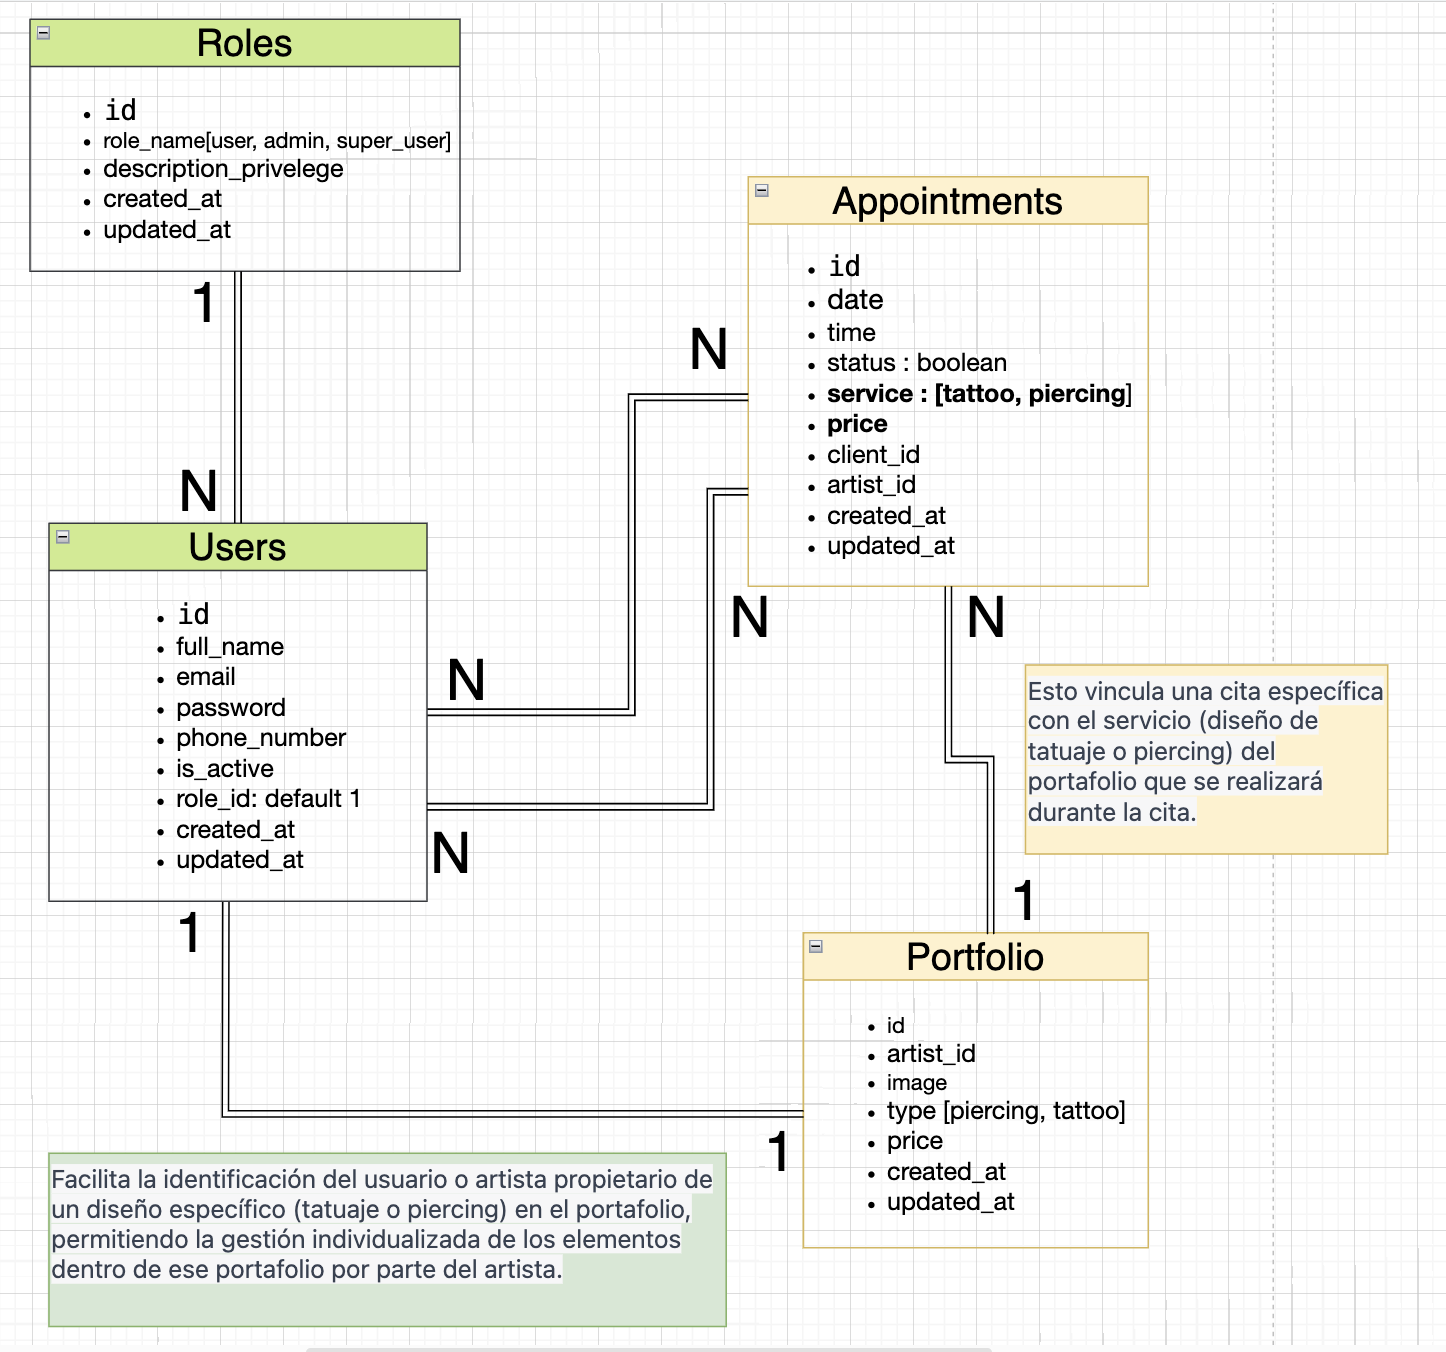 Roles
id
role_name[user, admin, super_user]
description_privelege
created_at
updated_at
1
N
Users
id
full_name
email
password
phone_number
is_active
role_id: default 1
created_at
updated_at
N
N
1
Appointments
id
date
time
status : boolean
service : [tattoo, piercing]
price
client_id
artist_id
created_at
updated_at
N
N
N
Esto vincula una cita específica
con el servicio (diseño de
tatuaje o piercing) del
portafolio que se realizará
durante la cita.
1
Portfolio
id
artist_id
image
type [piercing, tattoo]
price
created_at
updated_at
1
Facilita la identificación del usuario o artista propietario de
un diseño específico (tatuaje o piercing) en el portafolio,
permitiendo la gestión individualizada de los elementos
dentro de ese portafolio por parte del artista.